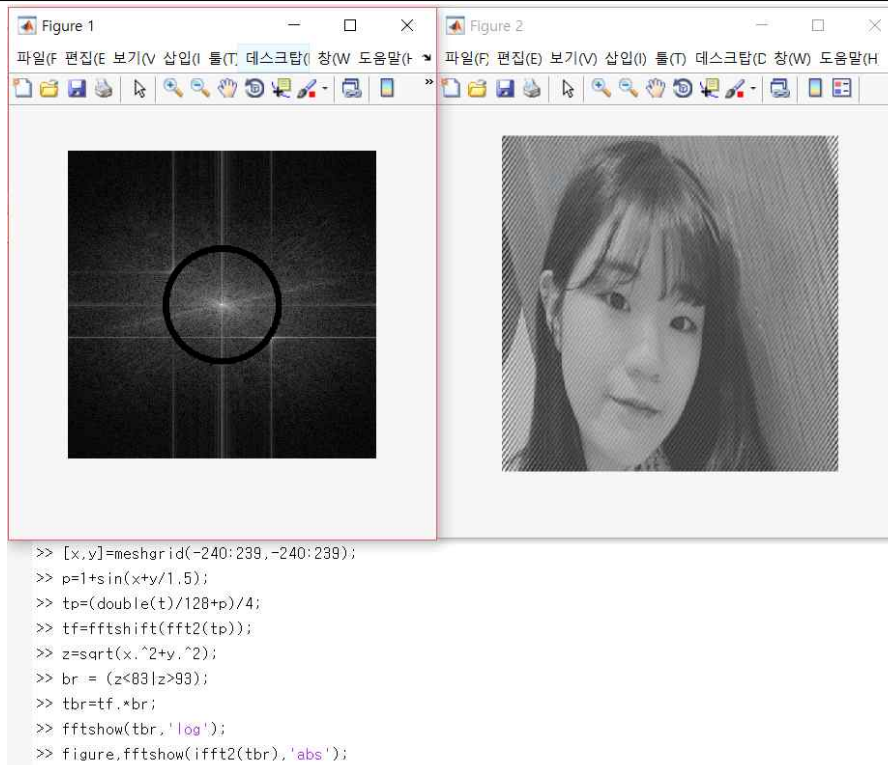 Figure 1
파일(F 편집(E 보기(V 삽입(I 툴(T) 데스크탑(I 창(W 도움말(H
Figure 2
파일(F) 편집(E) 보기(V) 삽입(I) 툴(T) 데스크탑(D 창(W) 도움말(H
>> [x,y]=meshgrid(-240:239,-240:239);
>> p=1+sin(x+y/1.5);
>> tp=(double(t)/128+p)/4;
>> tf=fftshift(fft2(tp));
>> z=sqrt(x.^2+y.^2);
>> br = (z<83|z>93);
>> tbr=tf.*br;
>> fftshow(tbr,'log');
>> figure,fftshow(ifft2(tbr),'abs');